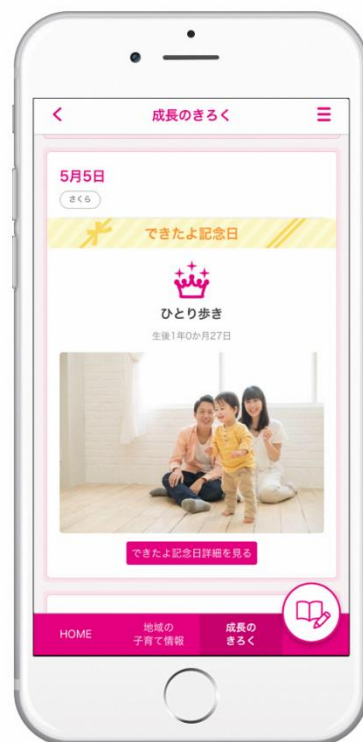 成長のきろく
5月5日
さくら
できたよ記念日
ひとり歩き
生後1年0か月27日
できたよ記念日詳細を見る
HOME
地域の
子育て情報
成長の
きろく